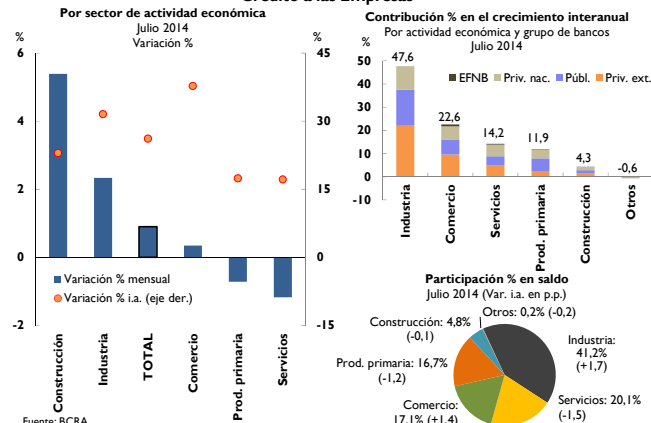 Crédito a las Empresas
Por sector de actividad económica
Julio 2014
Variación %
%
%
6
4
2
0
-2
45
30
15
0
-15
Variación % mensual
Variación % i.a. (eje der.)
Construcción
Industria
TOTAL
Comercio
Prod. primaria
Servicios
Fuente: BCRA
Contribución % en el crecimiento interanual
Por actividad económica y grupo de bancos
Julio 2014
%
50
40
30
20
10
0
-10
EFNB Priv. nac. Públ. Priv. ext.
47,6
22,6
14,2
11,9
4,3
-0,6
Industria
Comercio
Servicios
Prod. primaria
Construcción
Otros
Participación % en saldo
Julio 2014 (Var. i.a. en p.p.)
Otros: 0,2% (-0,2)
Construcción: 4,8%
(-0,1)
Industria:
41,2%
(+1,7)
Prod. primaria: 16,7%
(-1,2)
Servicios: 20,1%
(-1,5)
Comercio:
17,1% (+1,4)